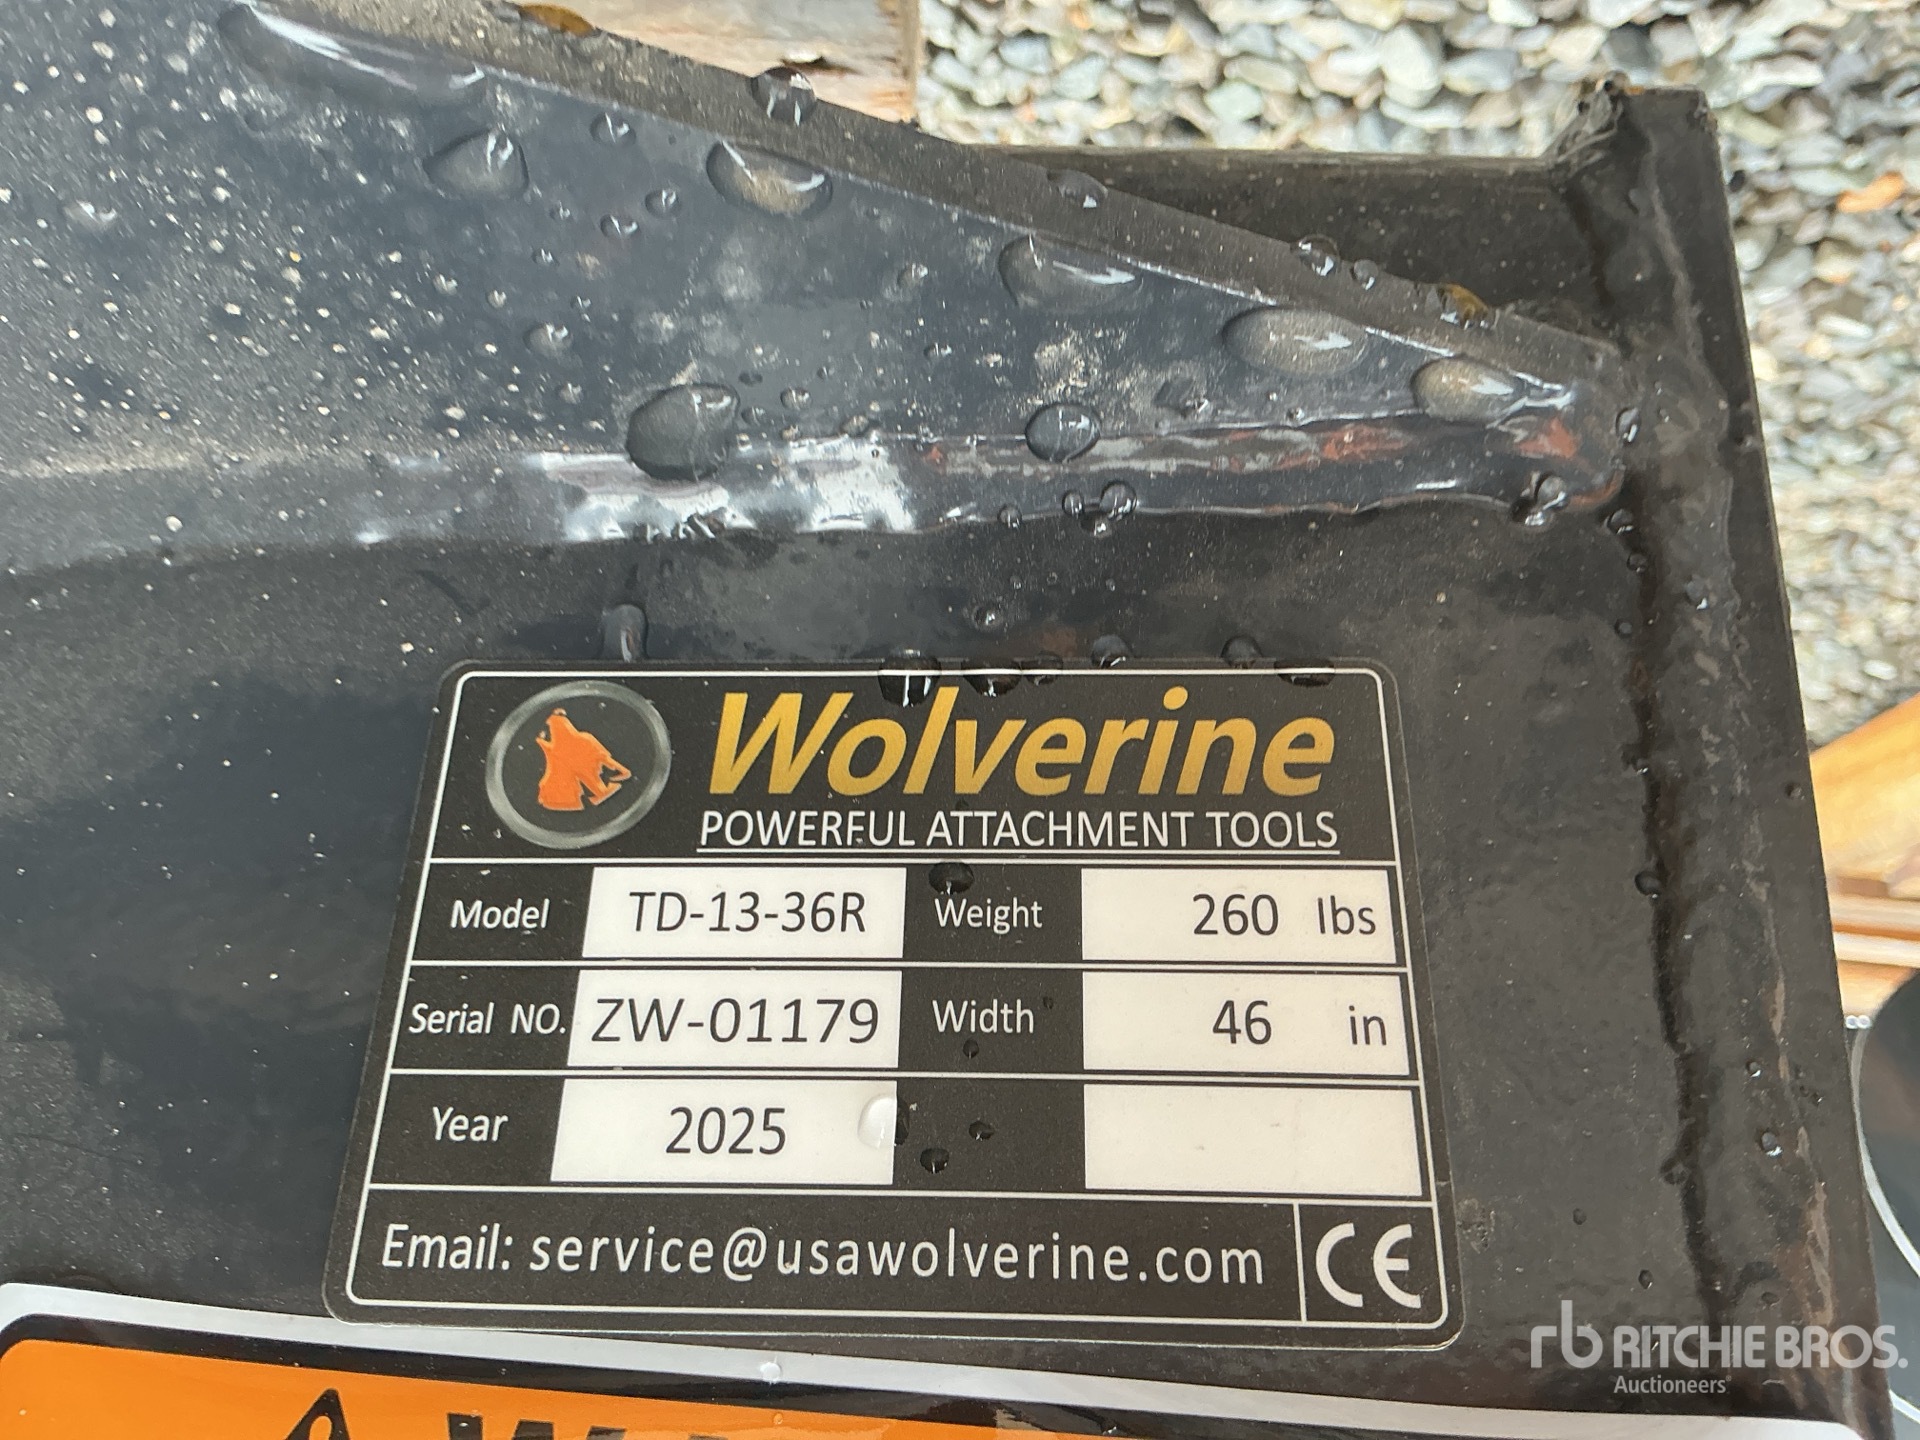 Wolverine
POWERFUL ATTACHMENT TOOLS
Model TD-13-36R Weight 260 lbs
Serial NO. ZW-01179 Width 46 in
Year 2025
Email: service@usawolverine.com CE
rb RITCHIE BROS.
Auctioneers